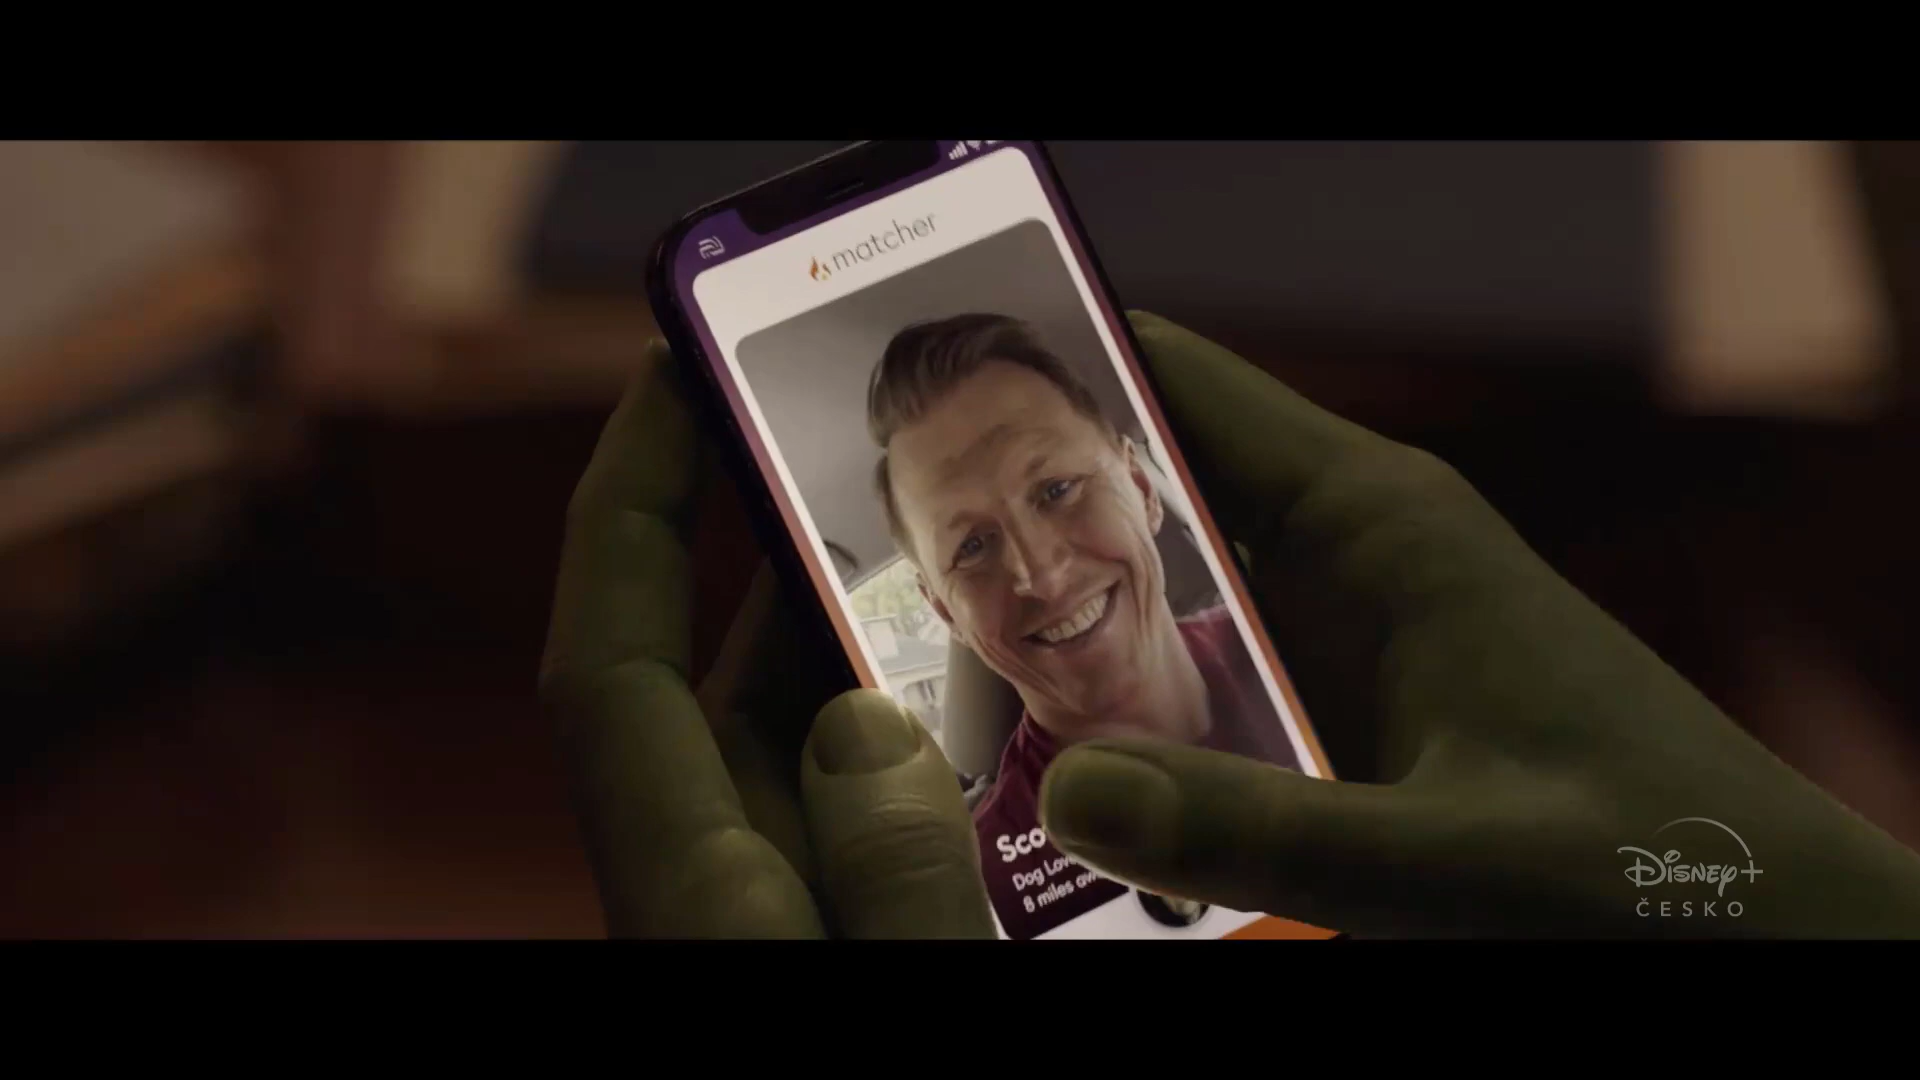 matcher
Sco
Dog Love
8 miles aw
Disney+
ČESKO